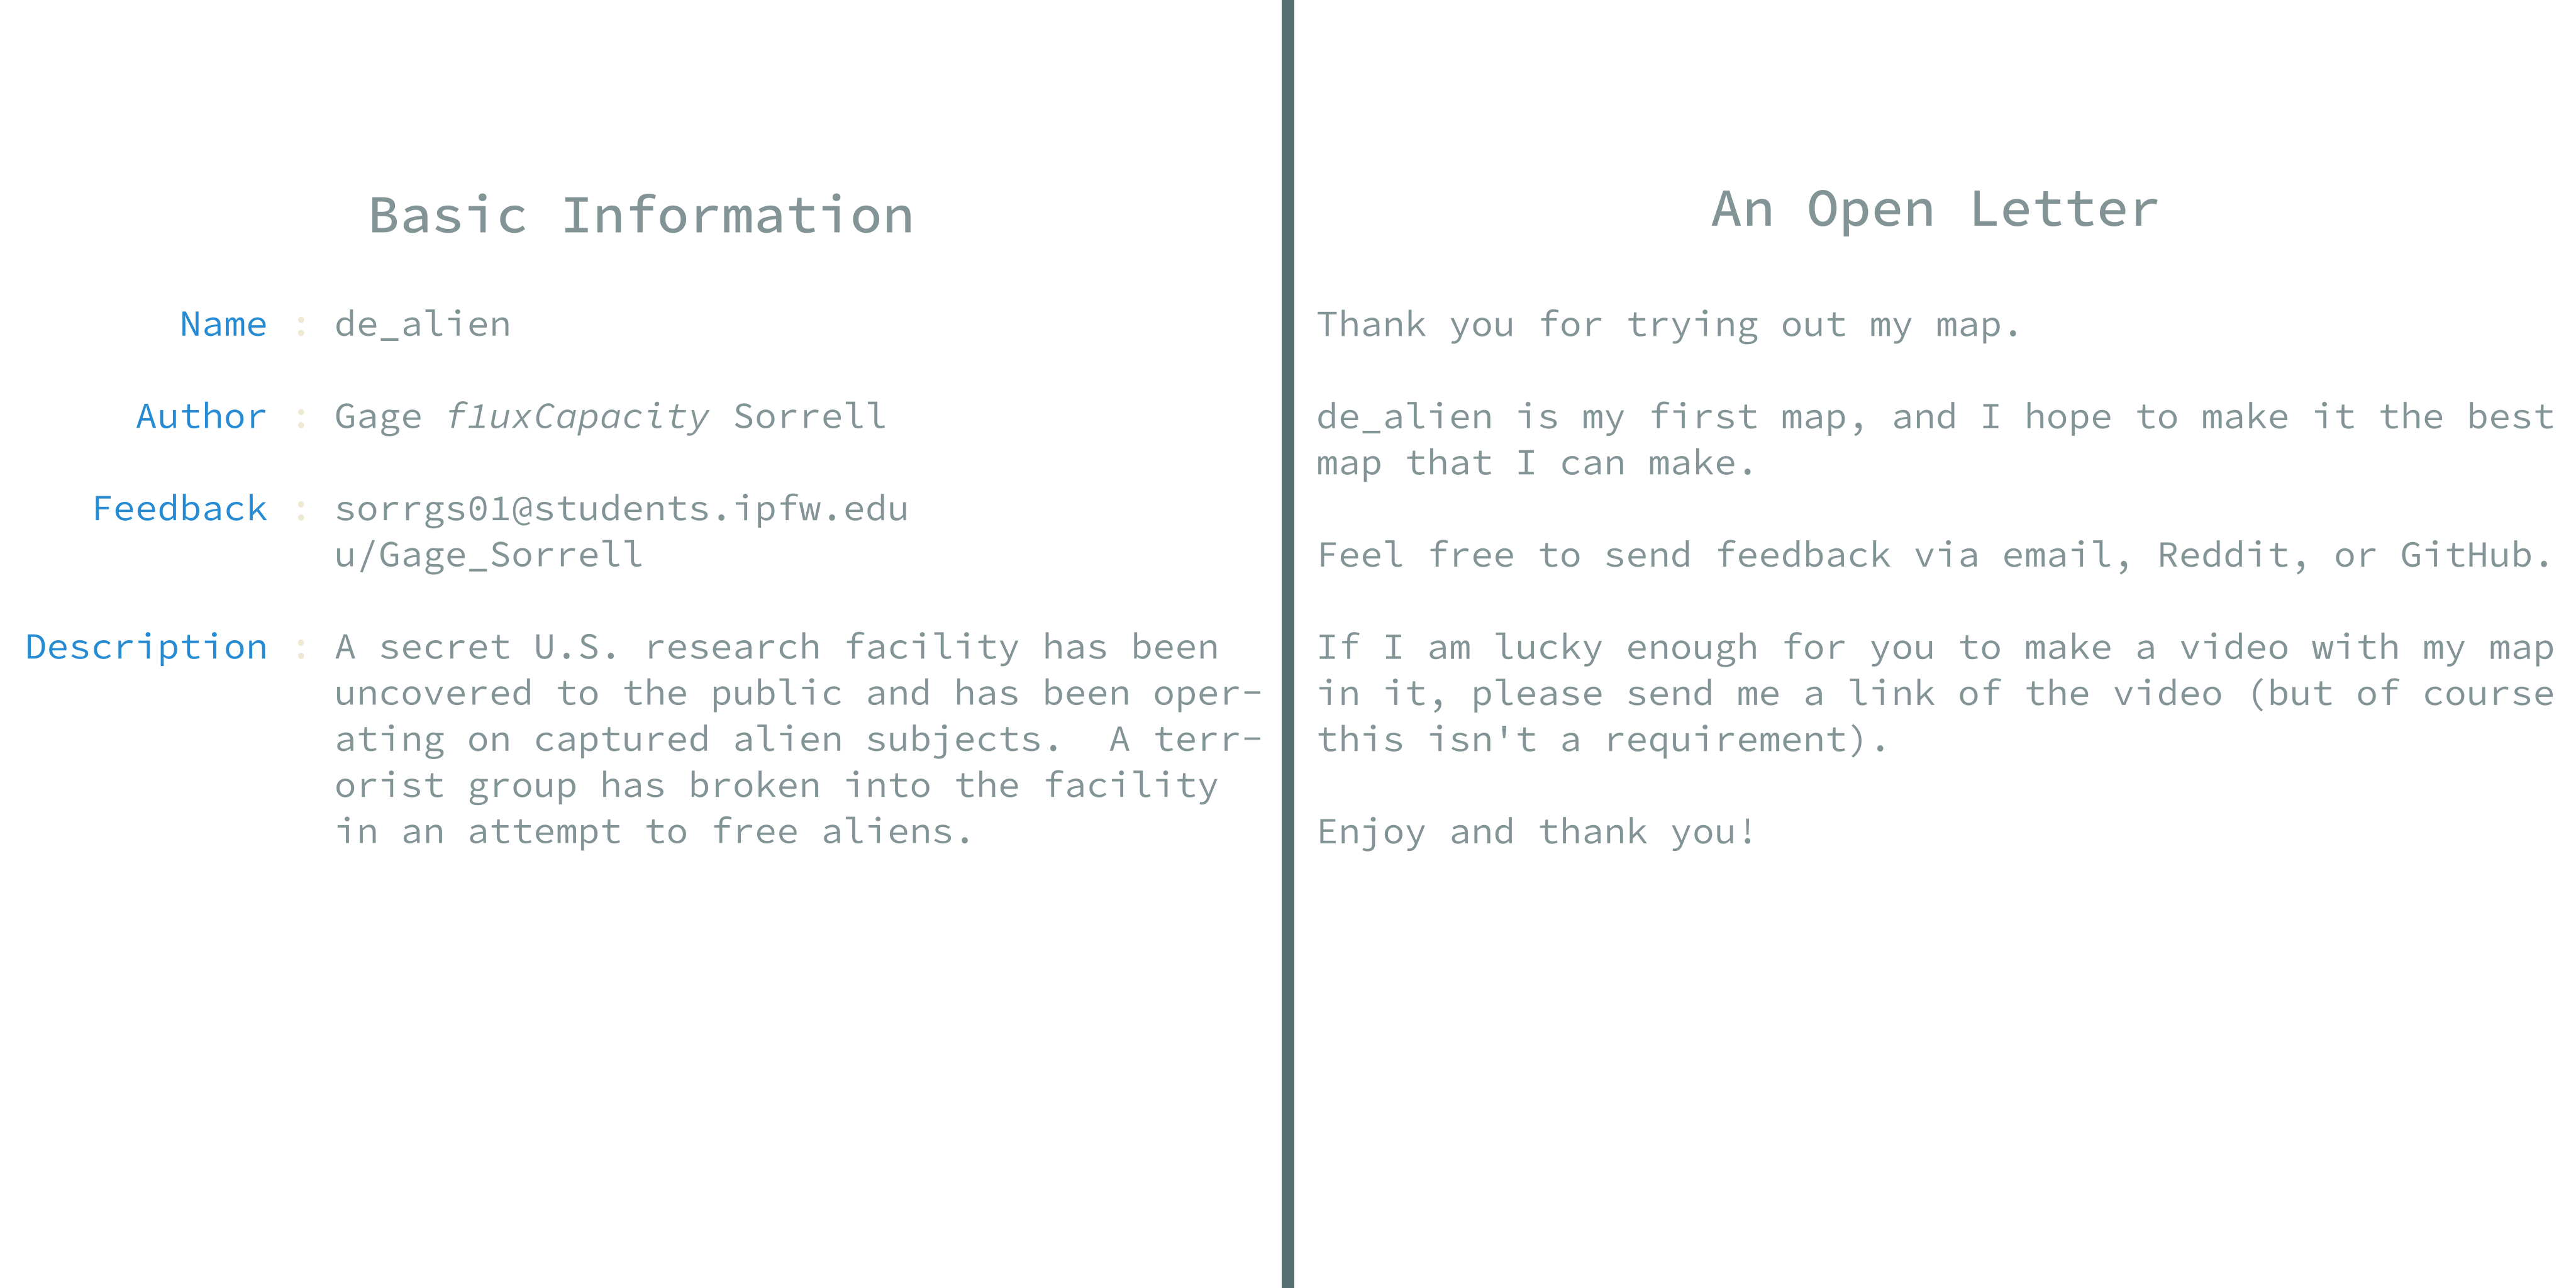 Basic Information
Name : de_alien
Author : Gage f1uxCapacity Sorrell
Feedback : sorrgs01@students.ipfw.edu
u/Gage_Sorrell
Description : A secret U.S. research facility has been
uncovered to the public and has been oper-
ating on captured alien subjects.  A terr-
orist group has broken into the facility
in an attempt to free aliens.
An Open Letter
Thank you for trying out my map.
de_alien is my first map, and I hope to make it the best
map that I can make.
Feel free to send feedback via email, Reddit, or GitHub.
If I am lucky enough for you to make a video with my map
in it, please send me a link of the video (but of course
this isn't a requirement).
Enjoy and thank you!